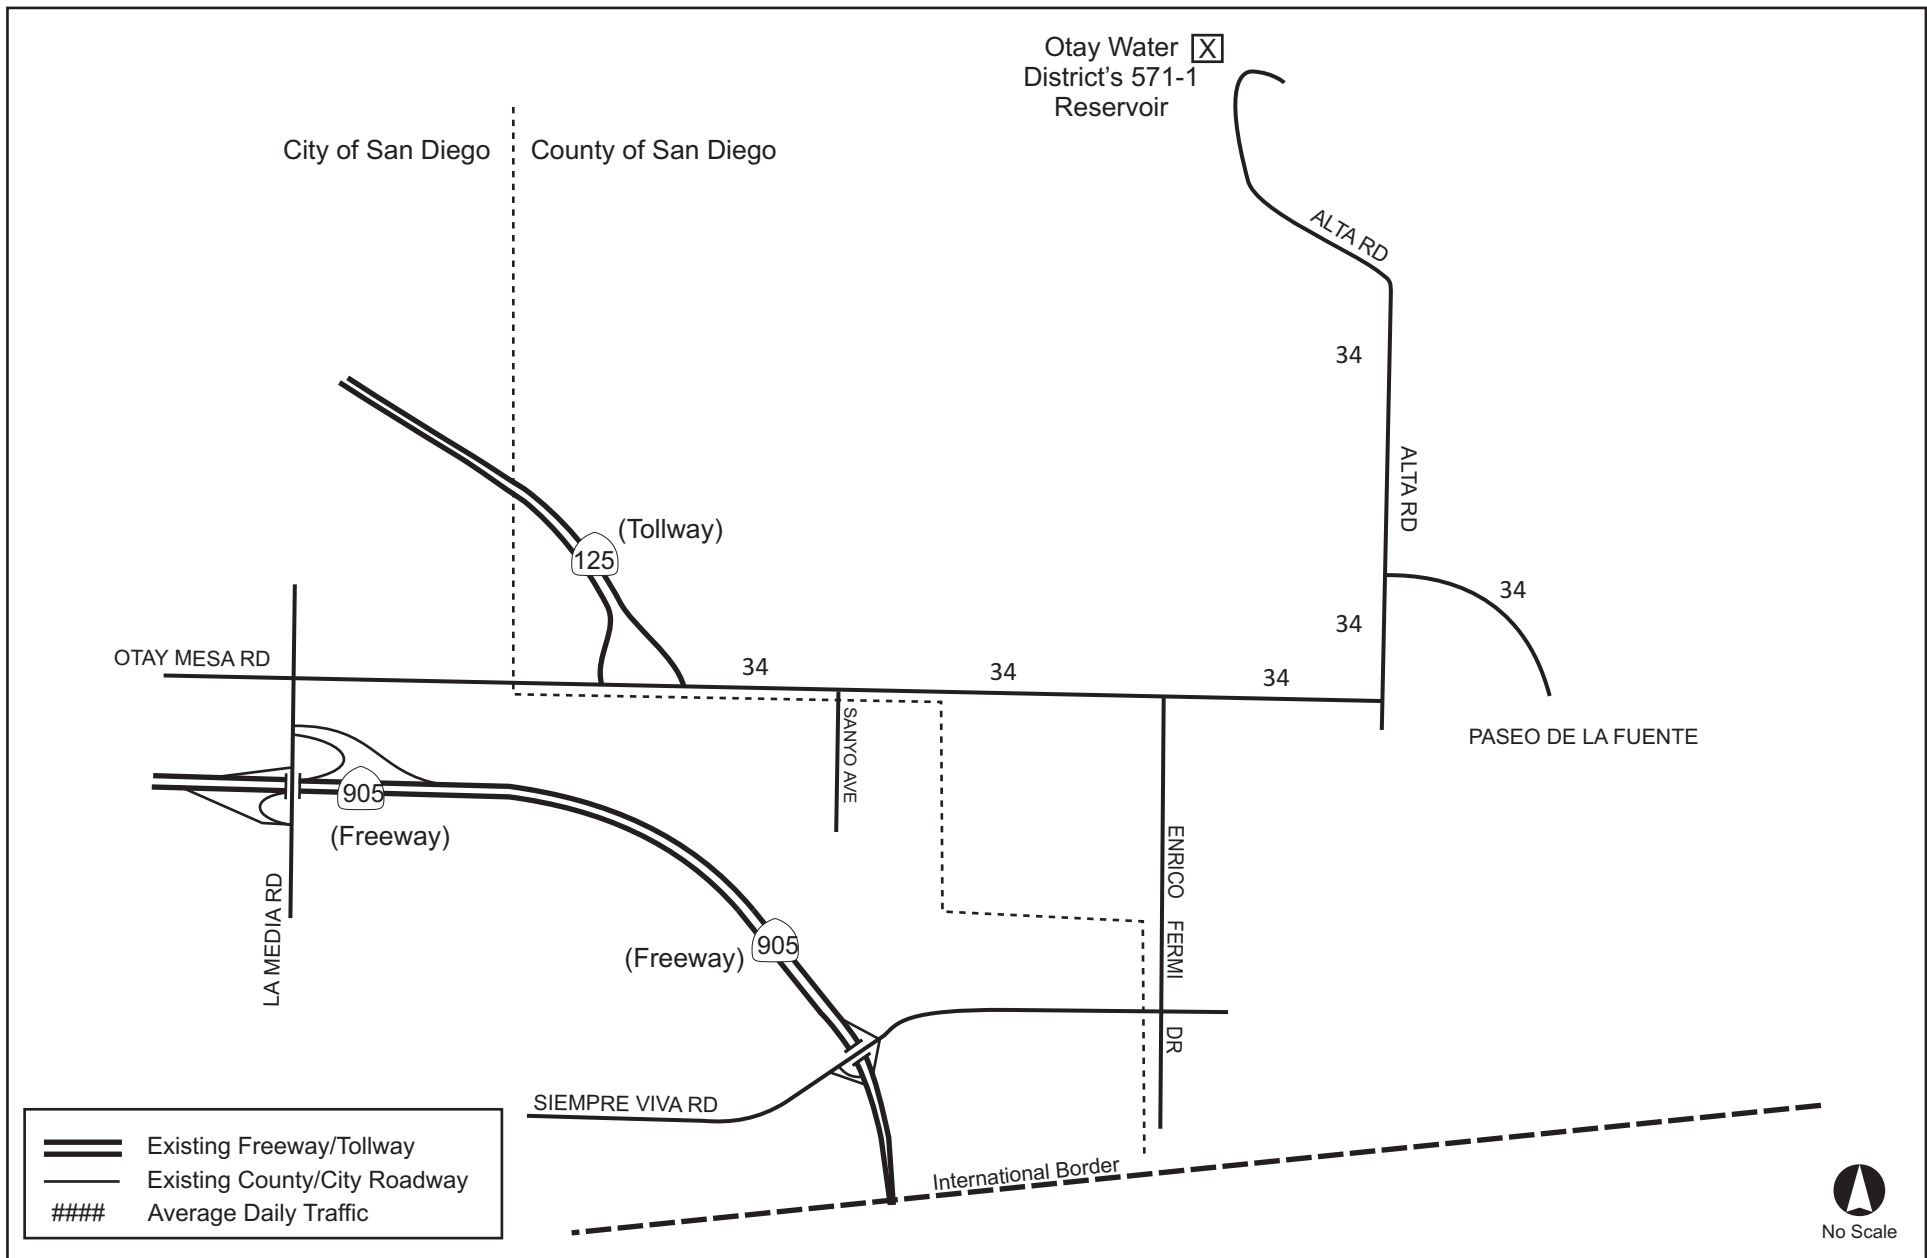 Otay Water X
District's 571-1
Reservoir
City of San Diego
County of San Diego
ALTA RD
34
ALTA RD
(Tollway)
125
34
34
OTAY MESA RD
34
34
34
SANYO AVE
PASEO DE LA FUENTE
905
(Freeway)
ENRICO FERMI DR
LA MEDIA RD
905
(Freeway)
SIEMPRE VIVA RD
International Border
Existing Freeway/Tollway
Existing County/City Roadway
#### Average Daily Traffic
No Scale